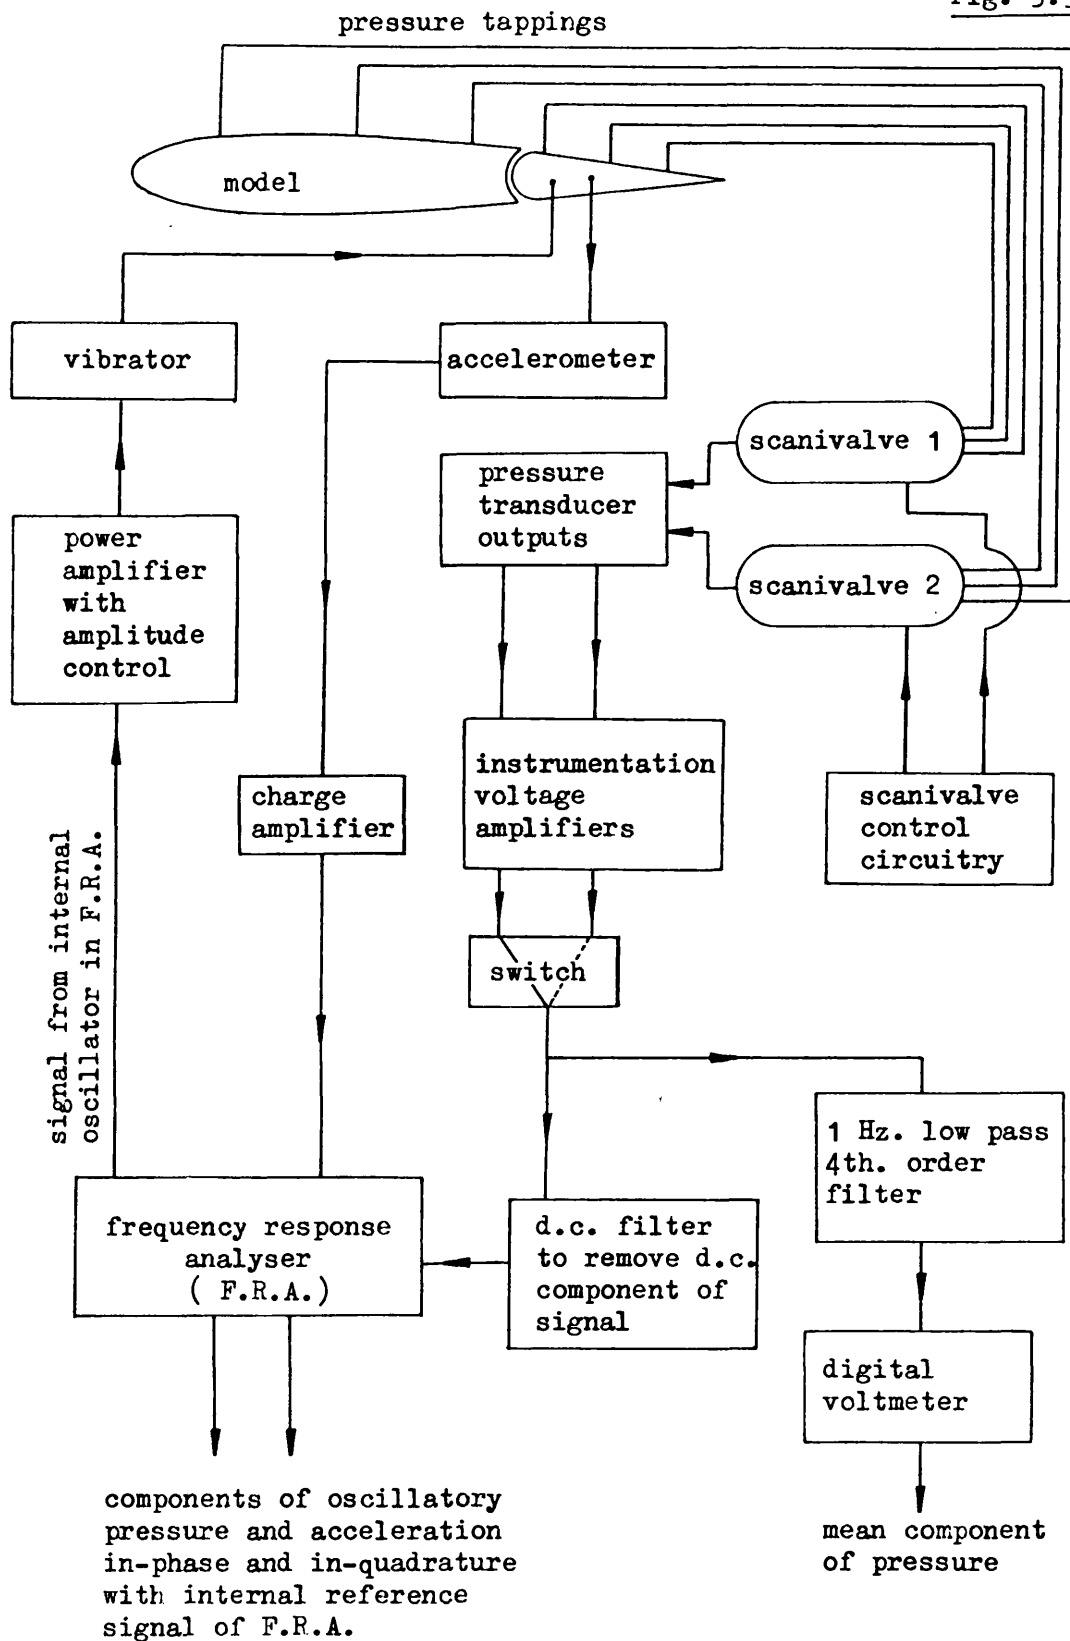 Fig. 5.
pressure tappings
model
vibrator
accelerometer
scanivalve 1
pressure
transducer
outputs
power
amplifier
with
amplitude
control
scanivalve 2
instrumentation
voltage
amplifiers
charge
amplifier
scanivalve
control
circuitry
signal from internal
oscillator in F.R.A.
switch
1 Hz. low pass
4th. order
filter
frequency response
analyser
( F.R.A.)
d.c. filter
to remove d.c.
component of
signal
digital
voltmeter
components of oscillatory
pressure and acceleration
in-phase and in-quadrature
with internal reference
signal of F.R.A.
mean component
of pressure